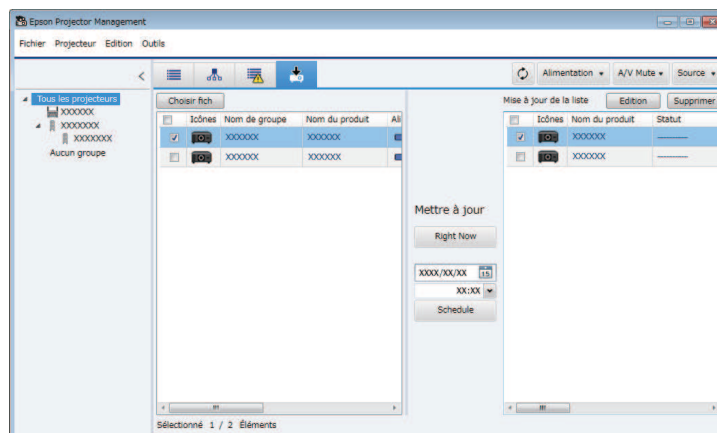 Epson Projector Management
Fichier Projecteur Edition Outils
Alimentation A/V Mute Source
Tous les projecteurs
XXXXXX
XXXXXXX
XXXXXXX
Aucun groupe
Choisir fich
Icônes Nom de groupe Nom du produit Ali
XXXXXX XXXXXX
XXXXXX XXXXXX
Sélectionné 1 / 2 Éléments
Mettre à jour
Right Now
XXXX/XX/XX 15
XX:XX
Schedule
Mise à jour de la liste Edition Supprimer
Icônes Nom du produit Statut
XXXXXX ----------
XXXXXX ----------